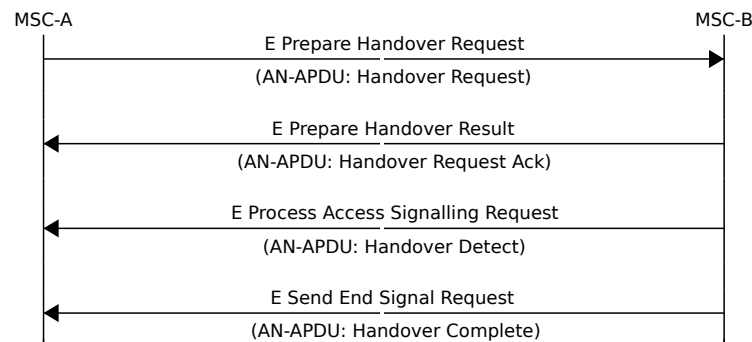 MSC-A
MSC-B
E Prepare Handover Request
(AN-APDU: Handover Request)
E Prepare Handover Result
(AN-APDU: Handover Request Ack)
E Process Access Signalling Request
(AN-APDU: Handover Detect)
E Send End Signal Request
(AN-APDU: Handover Complete)